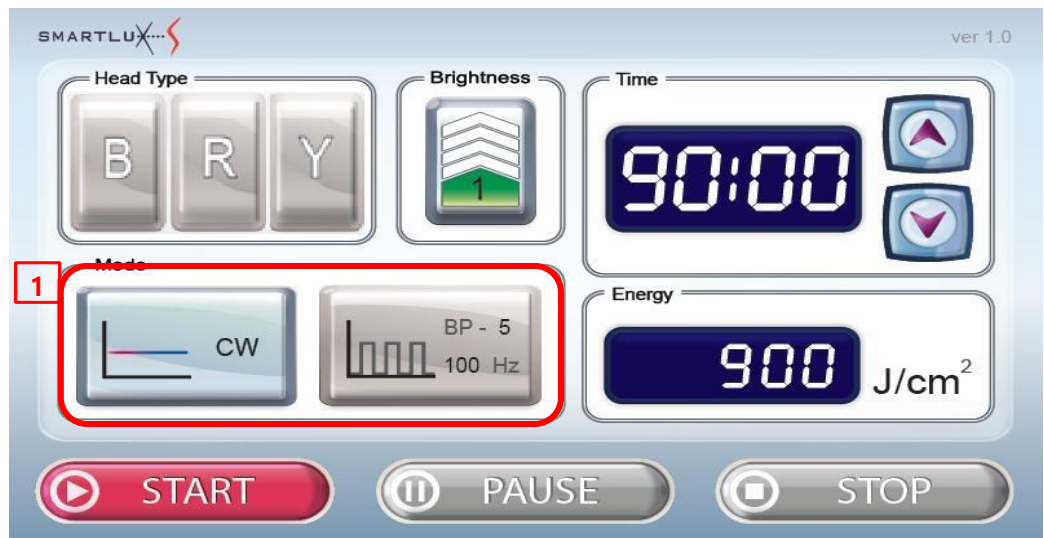 SMARTLUX S
ver 1.0
Head Type
B R Y
Brightness
1
Time
90:00
1
Mode
CW
BP - 5
100 Hz
Energy
900 J/cm²
START
PAUSE
STOP